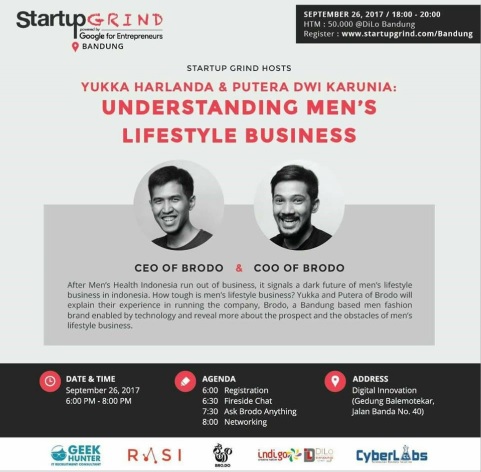 StartupGRIND
powered by
Google for Entrepreneurs
BANDUNG
SEPTEMBER 26, 2017 / 18:00 - 20:00
HTM : 50.000 @DiLo Bandung
Register : www.startupgrind.com/Bandung
STARTUP GRIND HOSTS
YUKKA HARLANDA & PUTERA DWI KARUNIA:
UNDERSTANDING MEN'S
LIFESTYLE BUSINESS
CEO OF BRODO & COO OF BRODO
After Men's Health Indonesia run out of business, it signals a dark future of men's lifestyle
business in indonesia. How tough is men's lifestyle business? Yukka and Putera of Brodo will
explain their experience in running the company, Brodo, a Bandung based men fashion
brand enabled by technology and reveal more about the prospect and the obstacles of men's
lifestyle business.
DATE & TIME
September 26, 2017
6:00 PM - 8:00 PM
AGENDA
6:00 Registration
6:30 Fireside Chat
7:30 Ask Brodo Anything
8:00 Networking
ADDRESS
Digital Innovation
(Gedung Balemotekar,
Jalan Banda No. 40)
GEEK
HUNTER
IT RECRUITMENT CONSULTANT
RASI
BRO.DO
indigo
DiLo
CyberLabs